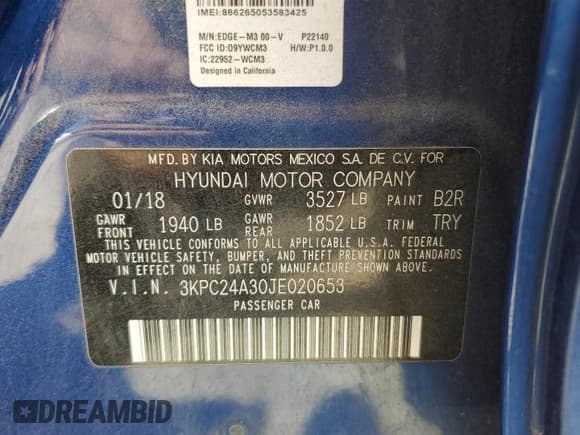 IMEI:866265053583425
M/N:EDGE-M3 00-V P22140
FCC ID:O9YWCM3 H/W:P1.0.0
IC:22952-WCM3
Designed in California
MFD. BY KIA MOTORS MEXICO S.A. DE C.V. FOR
HYUNDAI MOTOR COMPANY
01/18 GVWR 3527 LB PAINT B2R
GAWR FRONT 1940 LB GAWR REAR 1852 LB TRIM TRY
THIS VEHICLE CONFORMS TO ALL APPLICABLE U.S.A. FEDERAL
MOTOR VEHICLE SAFETY, BUMPER, AND THEFT PREVENTION STANDARDS
IN EFFECT ON THE DATE OF MANUFACTURE SHOWN ABOVE.
V.I.N. 3KPC24A30JE020653
PASSENGER CAR
DREAMBID